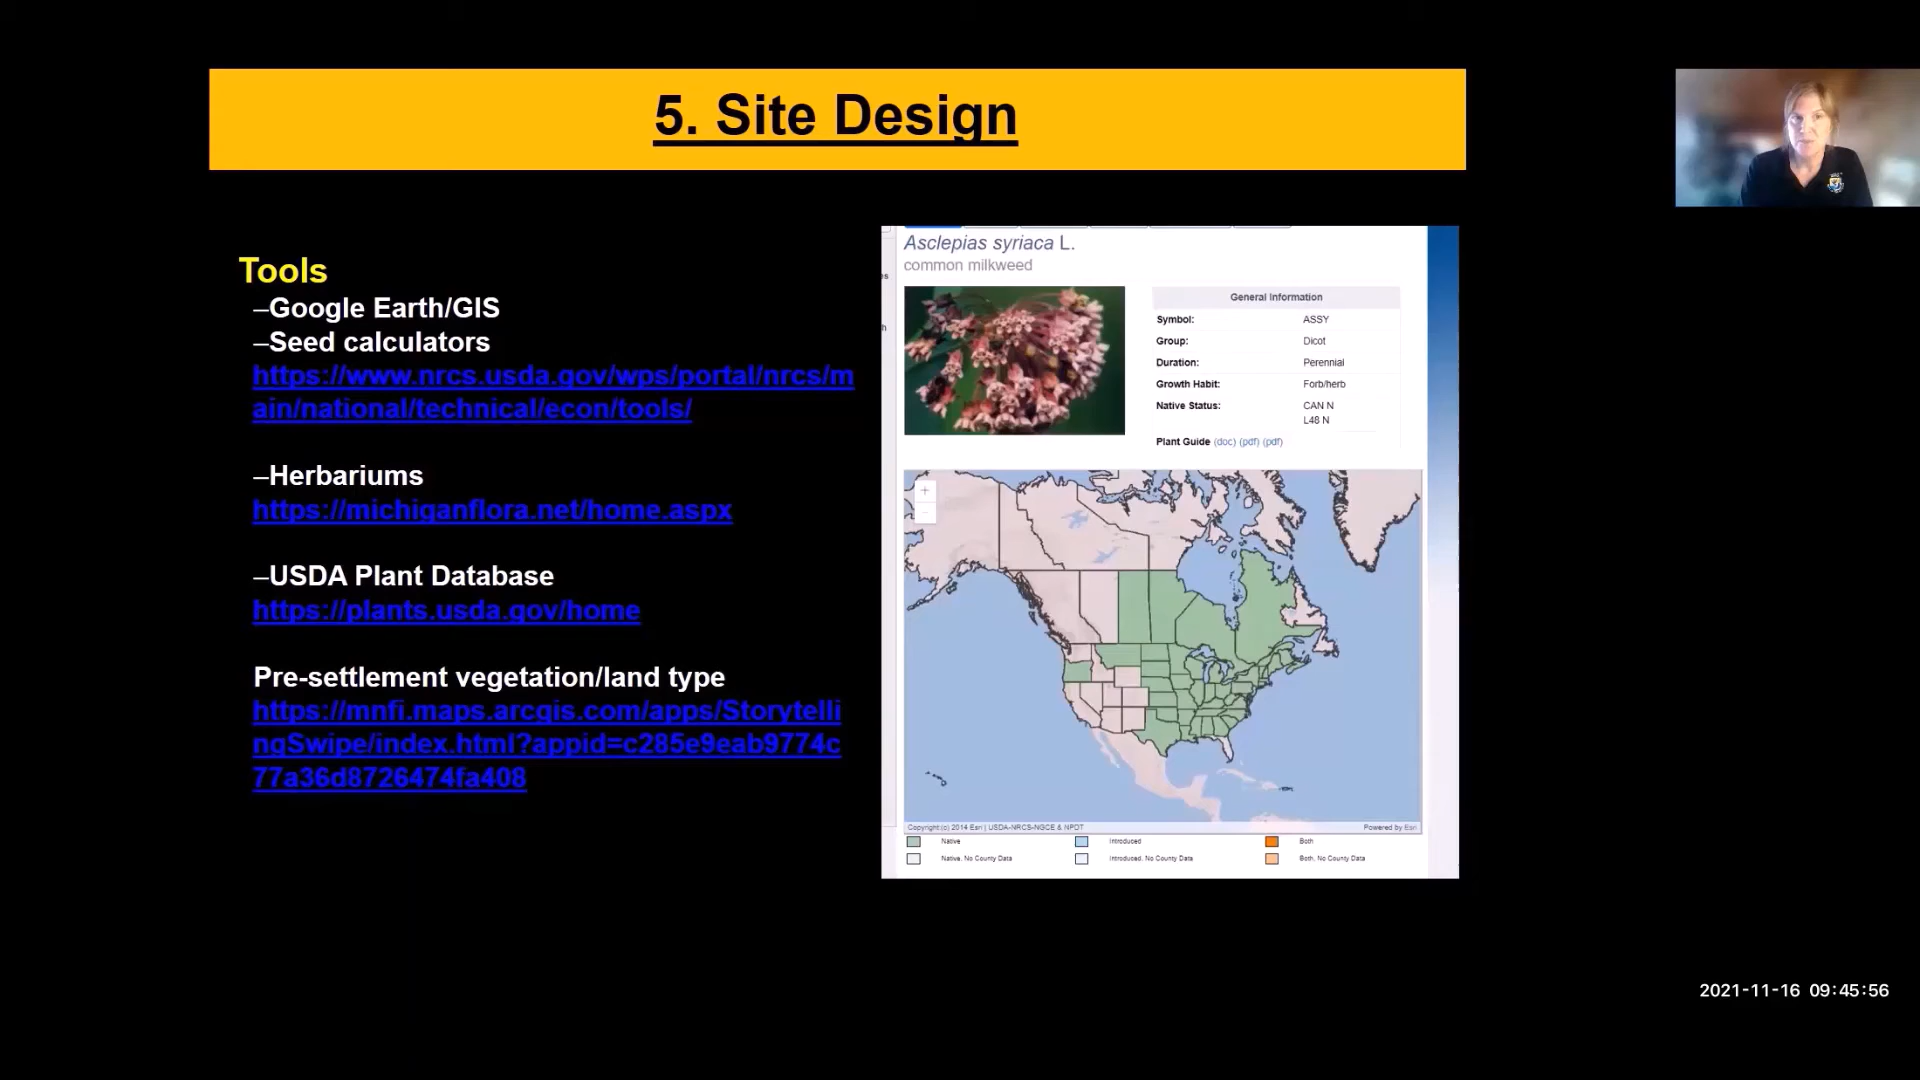 5. Site Design
Tools
–Google Earth/GIS
–Seed calculators
https://www.nrcs.usda.gov/wps/portal/nrcs/m
ain/national/technical/econ/tools/
–Herbariums
https://michiganflora.net/home.aspx
–USDA Plant Database
https://plants.usda.gov/home
Pre-settlement vegetation/land type
https://mnfi.maps.arcgis.com/apps/Storytelli
ngSwipe/index.html?appid=c285e9eab9774c
77a36d8726474fa408
Asclepias syriaca L.
common milkweed
General Information
Symbol: ASSY
Group: Dicot
Duration: Perennial
Growth Habit: Forb/herb
Native Status: CAN N
L48 N
Plant Guide (doc) (pdf) (pdf)
+
-
Copyright:(c) 2014 Esri | USDA-NRCS-NGCE & NPDT Powered by Esri
Native Introduced Both
Native, No County Data Introduced, No County Data Both, No County Data
2021-11-16 09:45:56